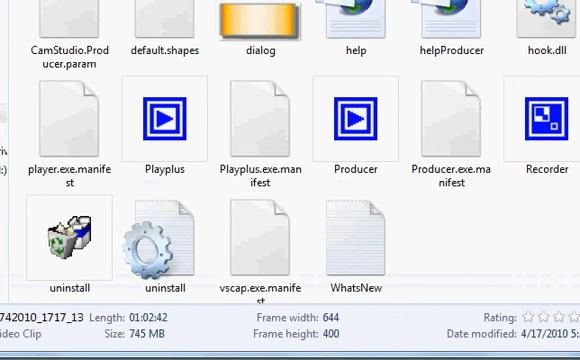 CamStudio.Prod default.shapes dialog help helpProducer hook.dll
ucer.param
player.exe.manife Playplus Playplus.exe.man Producer Producer.exe.ma Recorder
st ifest nifest
uninstall uninstall vscap.exe.manife WhatsNew
st
742010_1717_13 Length: 01:02:42 Frame width: 644 Rating:
ideo Clip Size: 745 MB Frame height: 400 Date modified: 4/17/2010 5: